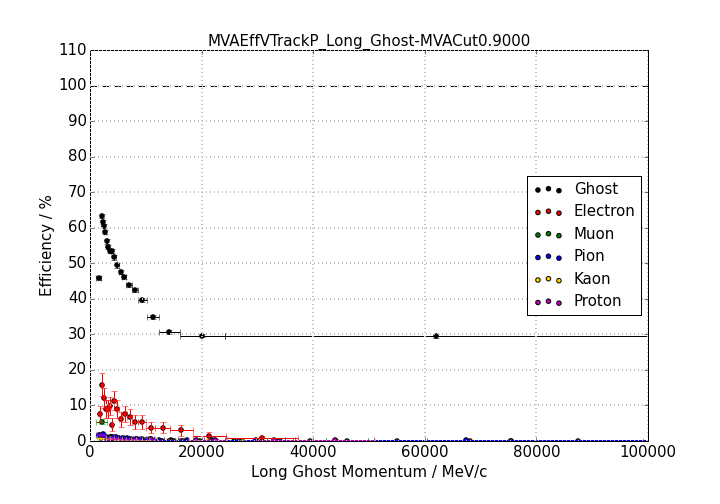 MVAEffVTrackP_Long_Ghost-MVACut0.9000
110
100
90
80
70
60
50
40
30
20
10
0
Efficiency / %
Ghost
Electron
Muon
Pion
Kaon
Proton
0 20000 40000 60000 80000 100000
Long Ghost Momentum / MeV/c